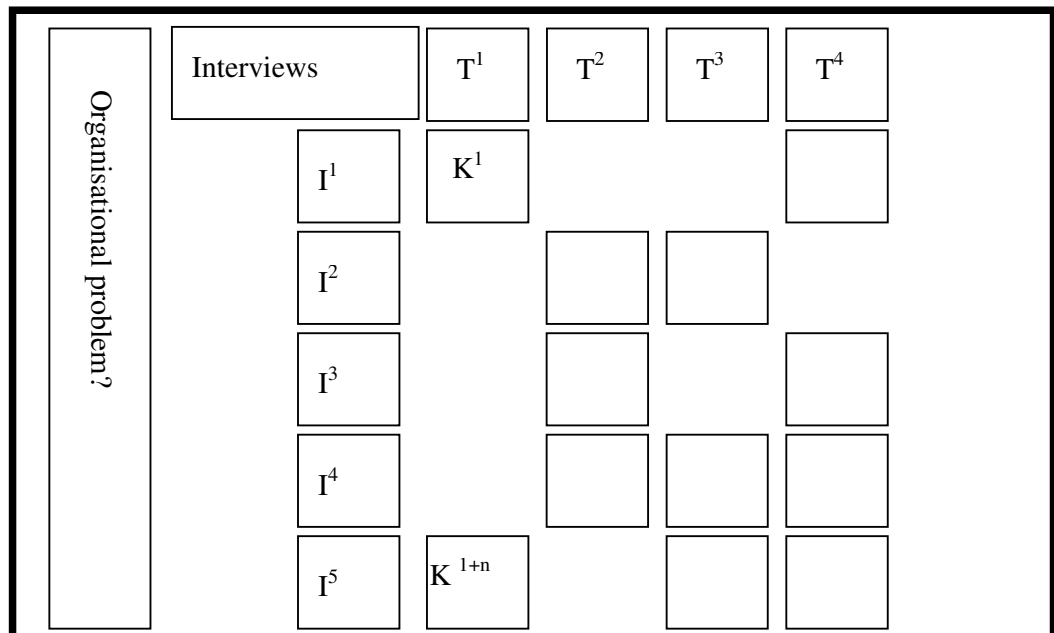 Organisational problem?
Interviews T¹ T² T³ T⁴
I¹ K¹
I²
I³
I⁴
I⁵ K ¹⁺ⁿ